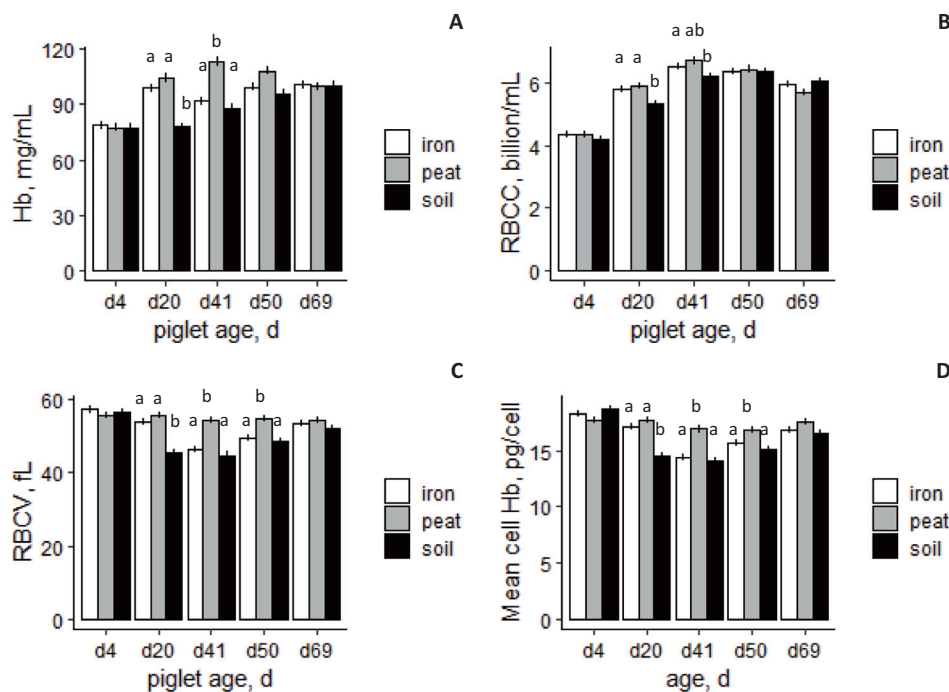 A
Hb, mg/mL
120
90
60
30
0
a a b
b
a a
d4 d20 d41 d50 d69
piglet age, d
iron
peat
soil
B
RBCC, billion/mL
6
4
2
0
a a b
a ab b
d4 d20 d41 d50 d69
piglet age, d
iron
peat
soil
C
RBCV, fL
60
40
20
0
a a b
a b a
a b a
d4 d20 d41 d50 d69
piglet age, d
iron
peat
soil
D
Mean cell Hb, pg/cell
15
10
5
0
a a b
a b a
a b a
d4 d20 d41 d50 d69
age, d
iron
peat
soil